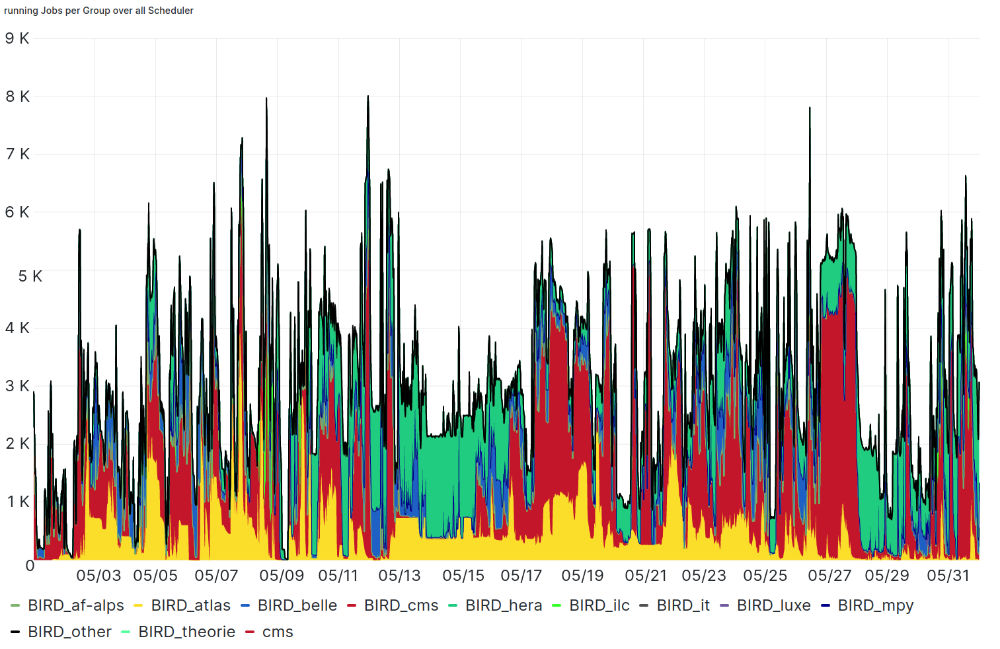 running Jobs per Group over all Scheduler
9 K
8 K
7 K
6 K
5 K
4 K
3 K
2 K
1 K
0
05/03 05/05 05/07 05/09 05/11 05/13 05/15 05/17 05/19 05/21 05/23 05/25 05/27 05/29 05/31
BIRD_af-alps BIRD_atlas BIRD_belle BIRD_cms BIRD_hera BIRD_ilc BIRD_it BIRD_luxe BIRD_mpy
BIRD_other BIRD_theorie cms